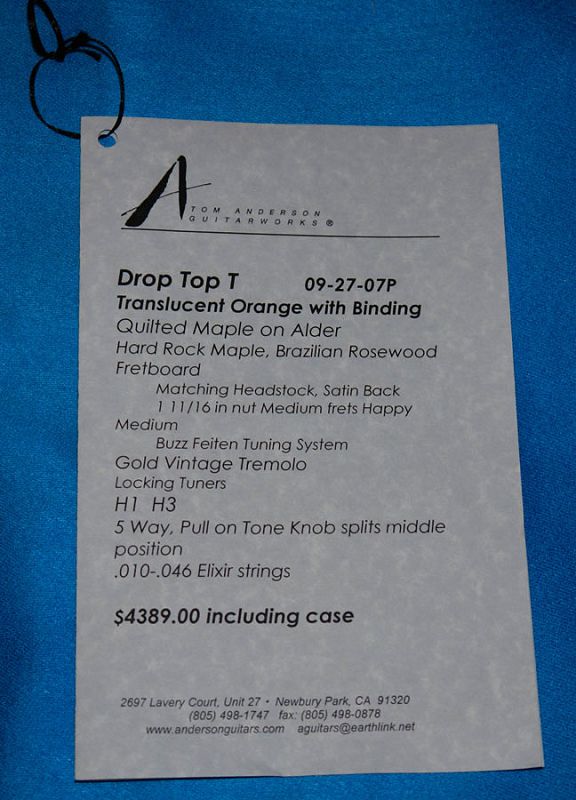 A TOM ANDERSON
GUITARWORKS ®
Drop Top T 09-27-07P
Translucent Orange with Binding
Quilted Maple on Alder
Hard Rock Maple, Brazilian Rosewood
Fretboard
Matching Headstock, Satin Back
1 11/16 in nut Medium frets Happy
Medium
Buzz Feiten Tuning System
Gold Vintage Tremolo
Locking Tuners
H1 H3
5 Way, Pull on Tone Knob splits middle
position
.010-.046 Elixir strings
$4389.00 including case
2697 Lavery Court, Unit 27 • Newbury Park, CA 91320
(805) 498-1747 fax: (805) 498-0878
www.andersonguitars.com aguitars@earthlink.net